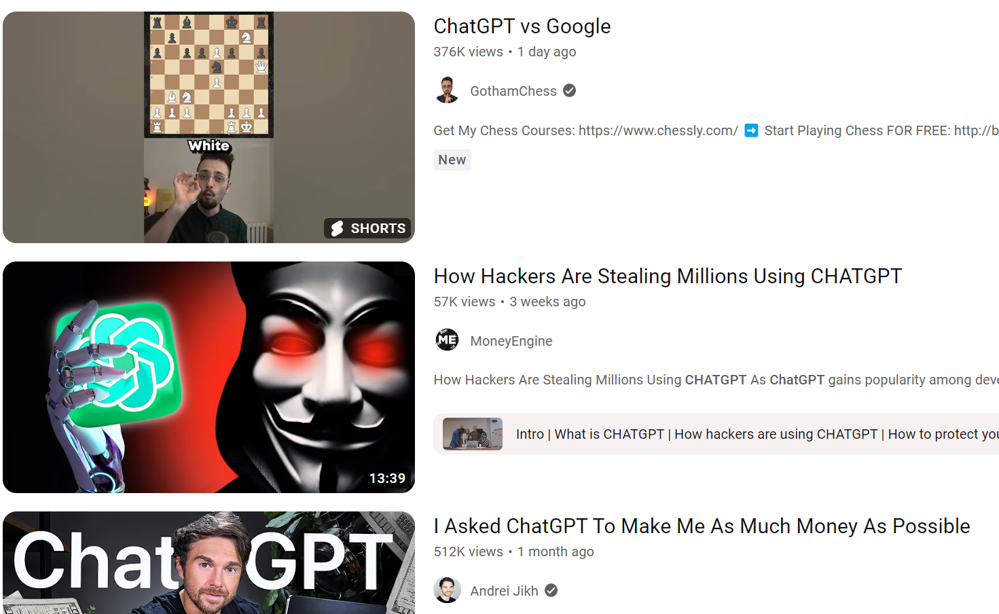 ChatGPT vs Google
376K views • 1 day ago
GothamChess
Get My Chess Courses: https://www.chessly.com/ ➡️ Start Playing Chess FOR FREE: http://b
New
White
SHORTS
How Hackers Are Stealing Millions Using CHATGPT
57K views • 3 weeks ago
ME
MoneyEngine
How Hackers Are Stealing Millions Using CHATGPT As ChatGPT gains popularity among deve
Intro | What is CHATGPT | How hackers are using CHATGPT | How to protect you
13:39
I Asked ChatGPT To Make Me As Much Money As Possible
512K views • 1 month ago
Andrei Jikh
ChatGPT